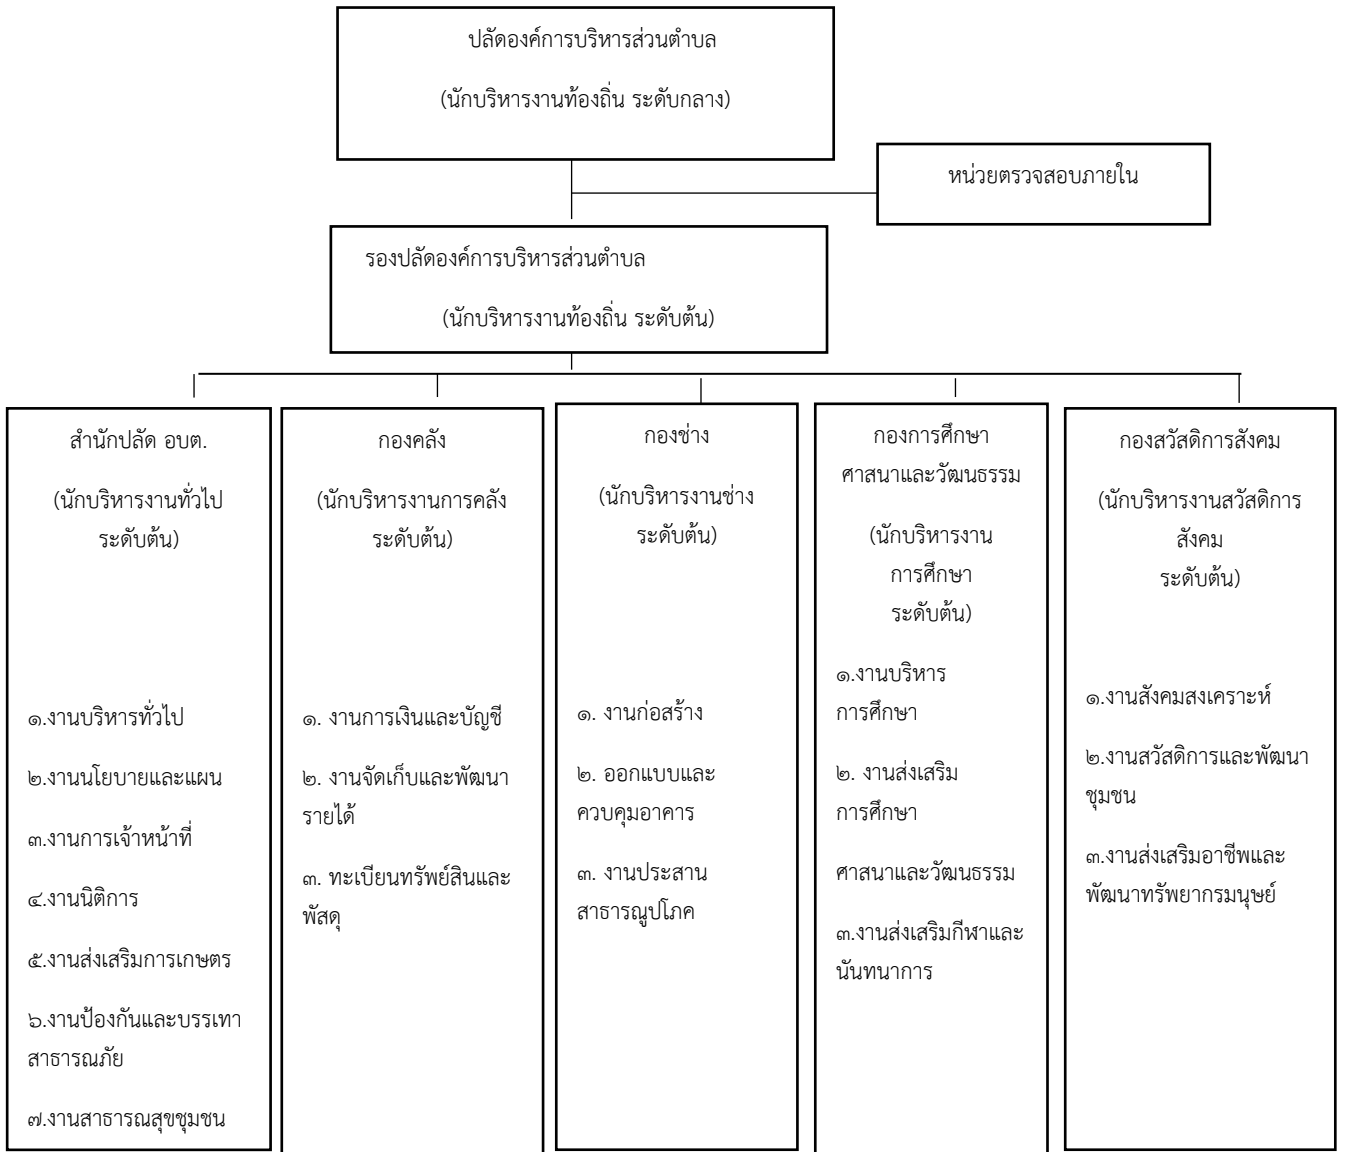 ปลัดองค์การบริหารส่วนตำบล
(นักบริหารงานท้องถิ่น ระดับกลาง)
หน่วยตรวจสอบภายใน
รองปลัดองค์การบริหารส่วนตำบล
(นักบริหารงานท้องถิ่น ระดับต้น)
สำนักปลัด อบต.
(นักบริหารงานทั่วไป
ระดับต้น)
๑.งานบริหารทั่วไป
๒.งานนโยบายและแผน
๓.งานการเจ้าหน้าที่
๔.งานนิติการ
๕.งานส่งเสริมการเกษตร
๖.งานป้องกันและบรรเทา
สาธารณภัย
๗.งานสาธารณสุขชุมชน
กองคลัง
(นักบริหารงานการคลัง
ระดับต้น)
๑. งานการเงินและบัญชี
๒. งานจัดเก็บและพัฒนา
รายได้
๓. ทะเบียนทรัพย์สินและ
พัสดุ
กองช่าง
(นักบริหารงานช่าง
ระดับต้น)
๑. งานก่อสร้าง
๒. ออกแบบและ
ควบคุมอาคาร
๓. งานประสาน
สาธารณูปโภค
กองการศึกษา
ศาสนาและวัฒนธรรม
(นักบริหารงาน
การศึกษา
ระดับต้น)
๑.งานบริหาร
การศึกษา
๒. งานส่งเสริม
การศึกษา
ศาสนาและวัฒนธรรม
๓.งานส่งเสริมกีฬาและ
นันทนาการ
กองสวัสดิการสังคม
(นักบริหารงานสวัสดิการ
สังคม
ระดับต้น)
๑.งานสังคมสงเคราะห์
๒.งานสวัสดิการและพัฒนา
ชุมชน
๓.งานส่งเสริมอาชีพและ
พัฒนาทรัพยากรมนุษย์